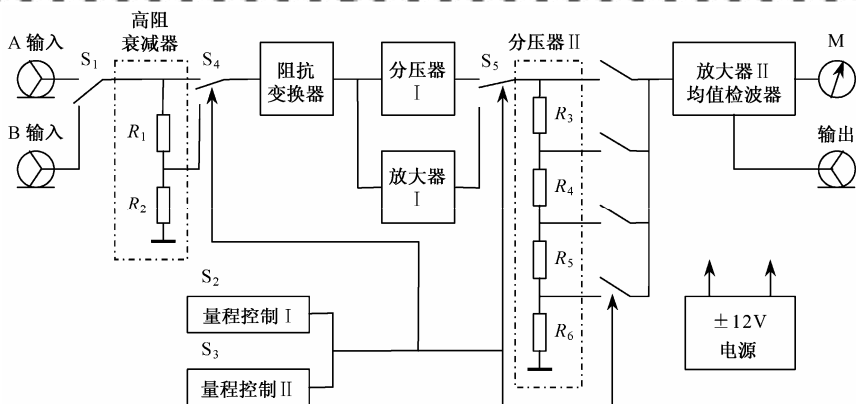 高阻
衰减器
A 输入
S1
S4
阻抗
变换器
分压器
Ⅰ
S5
分压器Ⅱ
放大器Ⅱ
均值检波器
M
B 输入
R1
R2
放大器
Ⅰ
R3
R4
R5
R6
输出
S2
量程控制Ⅰ
S3
量程控制Ⅱ
±12V
电源